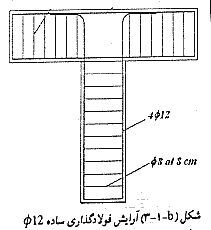 4φ12
φ8 at 8 cm
شکل (۳-۱-b) آرایش فولادگذاری ساده φ12